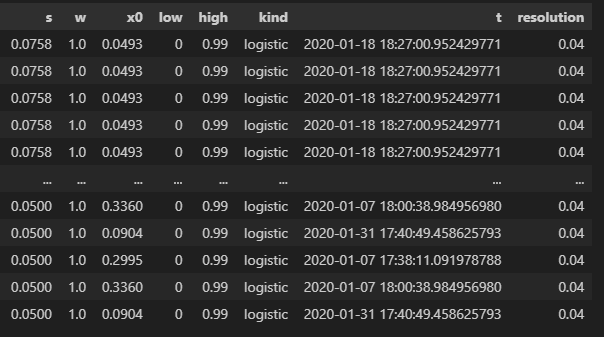 s w x0 low high kind t resolution
0.0758 1.0 0.0493 0 0.99 logistic 2020-01-18 18:27:00.952429771 0.04
0.0758 1.0 0.0493 0 0.99 logistic 2020-01-18 18:27:00.952429771 0.04
0.0758 1.0 0.0493 0 0.99 logistic 2020-01-18 18:27:00.952429771 0.04
0.0758 1.0 0.0493 0 0.99 logistic 2020-01-18 18:27:00.952429771 0.04
0.0758 1.0 0.0493 0 0.99 logistic 2020-01-18 18:27:00.952429771 0.04
... ... ... ... ... ... ... ...
0.0500 1.0 0.3360 0 0.99 logistic 2020-01-07 18:00:38.984956980 0.04
0.0500 1.0 0.0904 0 0.99 logistic 2020-01-31 17:40:49.458625793 0.04
0.0500 1.0 0.2995 0 0.99 logistic 2020-01-07 17:38:11.091978788 0.04
0.0500 1.0 0.3360 0 0.99 logistic 2020-01-07 18:00:38.984956980 0.04
0.0500 1.0 0.0904 0 0.99 logistic 2020-01-31 17:40:49.458625793 0.04